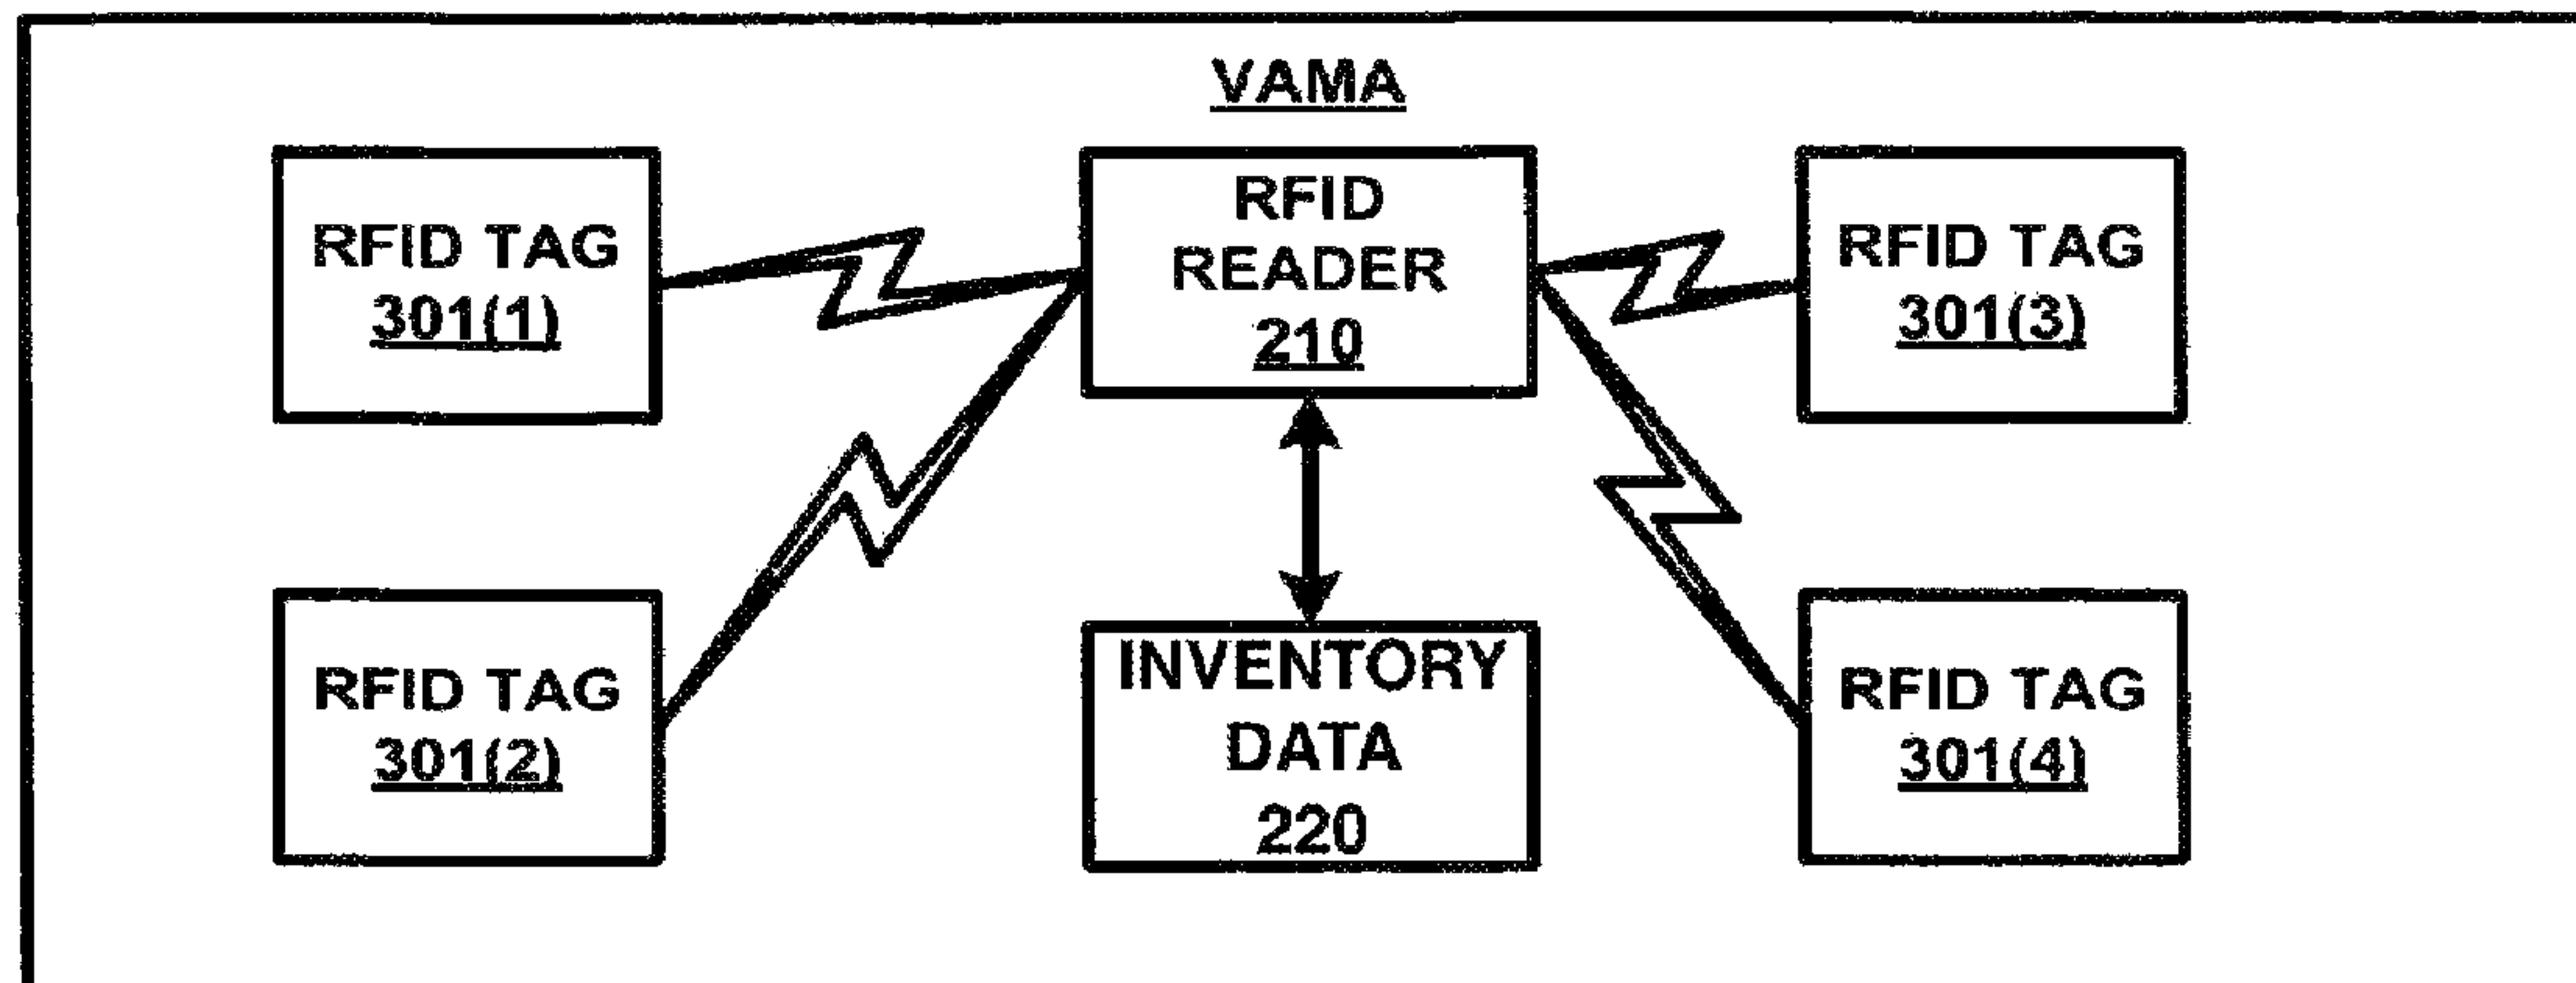 VAMA
RFID TAG
301(1)
RFID
READER
210
RFID TAG
301(3)
RFID TAG
301(2)
INVENTORY
DATA
220
RFID TAG
301(4)